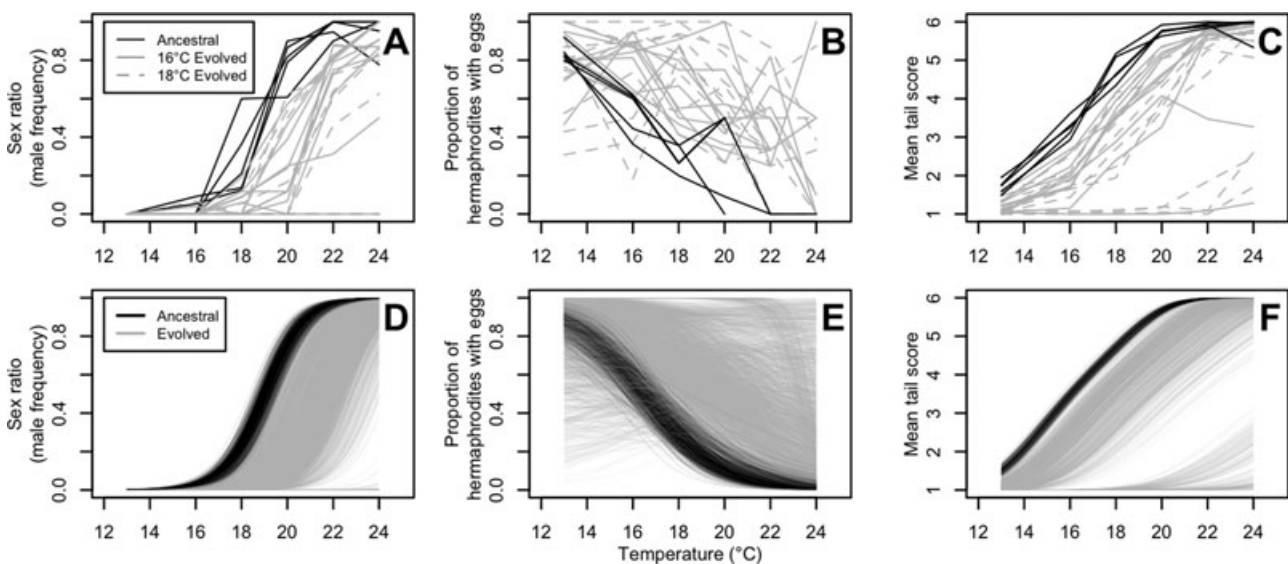 A
Ancestral
16°C Evolved
18°C Evolved
Sex ratio
(male frequency)
0.0 0.4 0.8
12 14 16 18 20 22 24
B
Proportion of
hermaphrodites with eggs
0.0 0.4 0.8
12 14 16 18 20 22 24
C
Mean tail score
1 2 3 4 5 6
12 14 16 18 20 22 24
D
Ancestral
Evolved
Sex ratio
(male frequency)
0.0 0.4 0.8
12 14 16 18 20 22 24
E
Proportion of
hermaphrodites with eggs
0.0 0.4 0.8
12 14 16 18 20 22 24
Temperature (°C)
F
Mean tail score
1 2 3 4 5 6
12 14 16 18 20 22 24